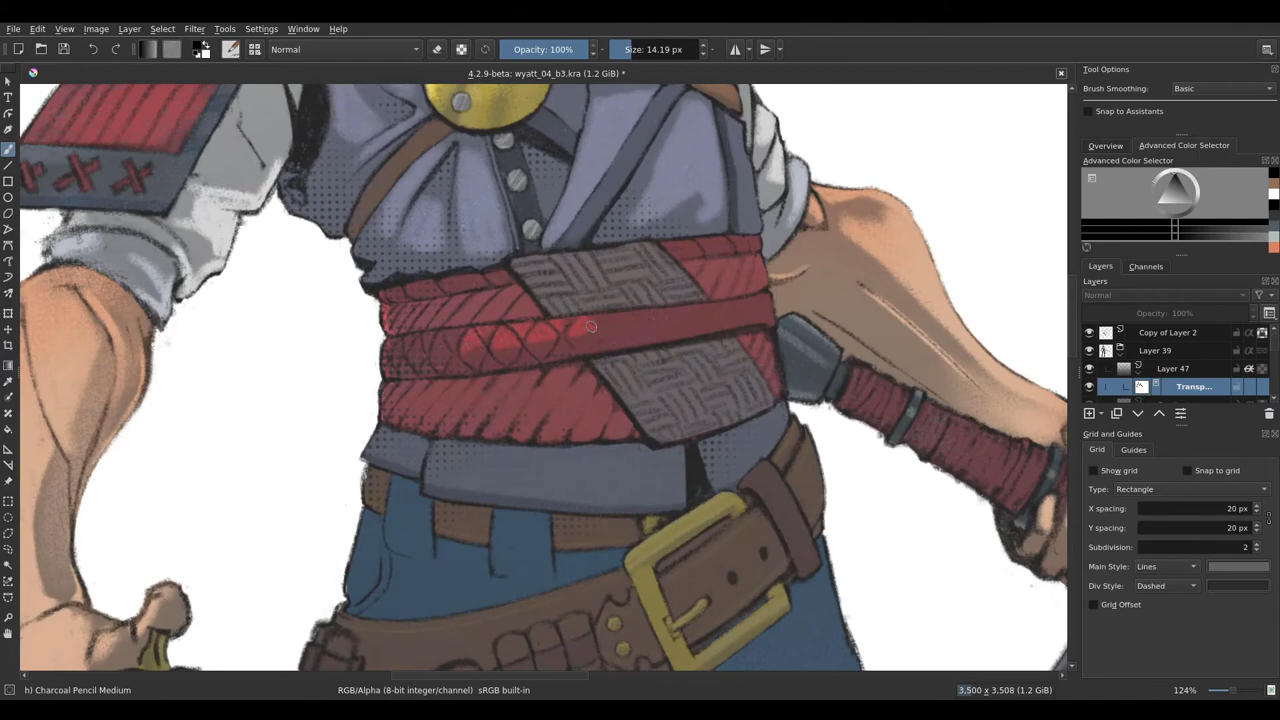 File Edit View Image Layer Select Filter Tools Settings Window Help
Normal Opacity: 100% Size: 14.19 px
4.2.9-beta: wyatt_04_b3.kra (1.2 GiB) *
Tool Options
Brush Smoothing: Basic
Snap to Assistants
Overview Advanced Color Selector
Advanced Color Selector
Layers Channels
Layers
Normal
Opacity: 100%
Copy of Layer 2
Layer 39
Layer 47
Transp...
Grid and Guides
Grid Guides
Show grid Snap to grid
Type: Rectangle
X spacing: 20 px
Y spacing: 20 px
Subdivision: 2
Main Style: Lines
Div Style: Dashed
Grid Offset
h) Charcoal Pencil Medium RGB/Alpha (8-bit integer/channel) sRGB built-in 3,500 x 3,508 (1.2 GiB) 124%